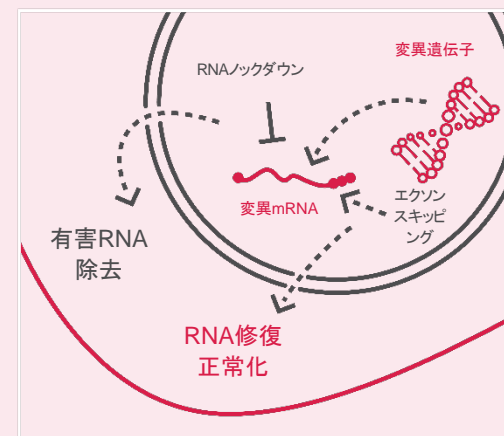 変異遺伝子
RNAノックダウン
変異mRNA
エクソン
スキッピ
ング
有害RNA
除去
RNA修復
正常化